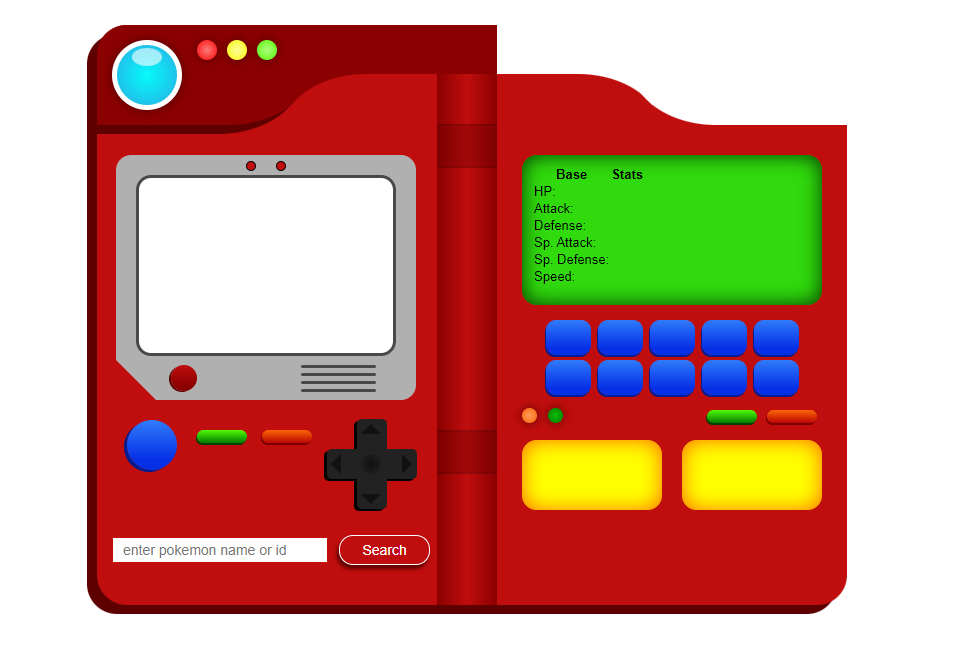 Base Stats
HP:
Attack:
Defense:
Sp. Attack:
Sp. Defense:
Speed:
enter pokemon name or id
Search